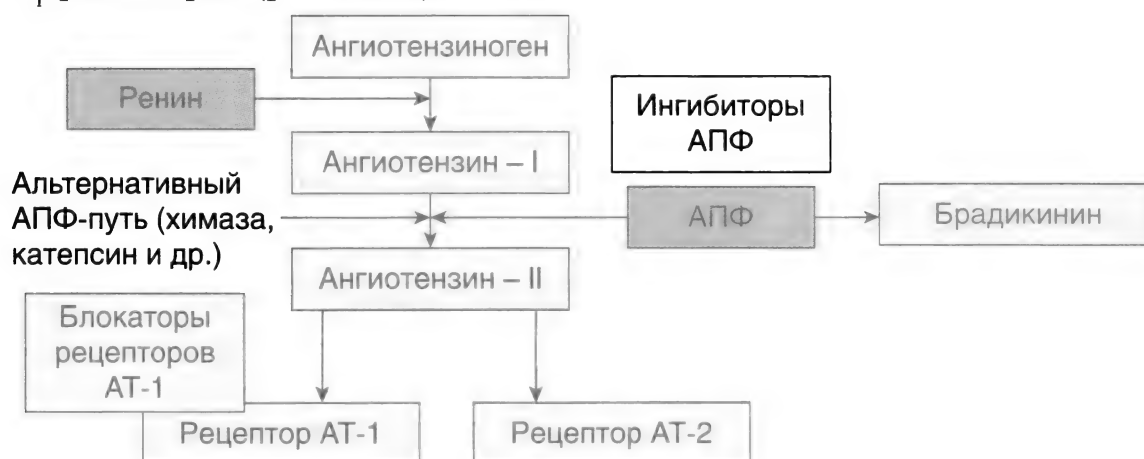 Ангиотензиноген
Ренин
Ингибиторы
АПФ
Ангиотензин – I
Альтернативный
АПФ-путь (химаза,
катепсин и др.)
АПФ
Брадикинин
Ангиотензин – II
Блокаторы
рецепторов
АТ-1
Рецептор АТ-1
Рецептор АТ-2